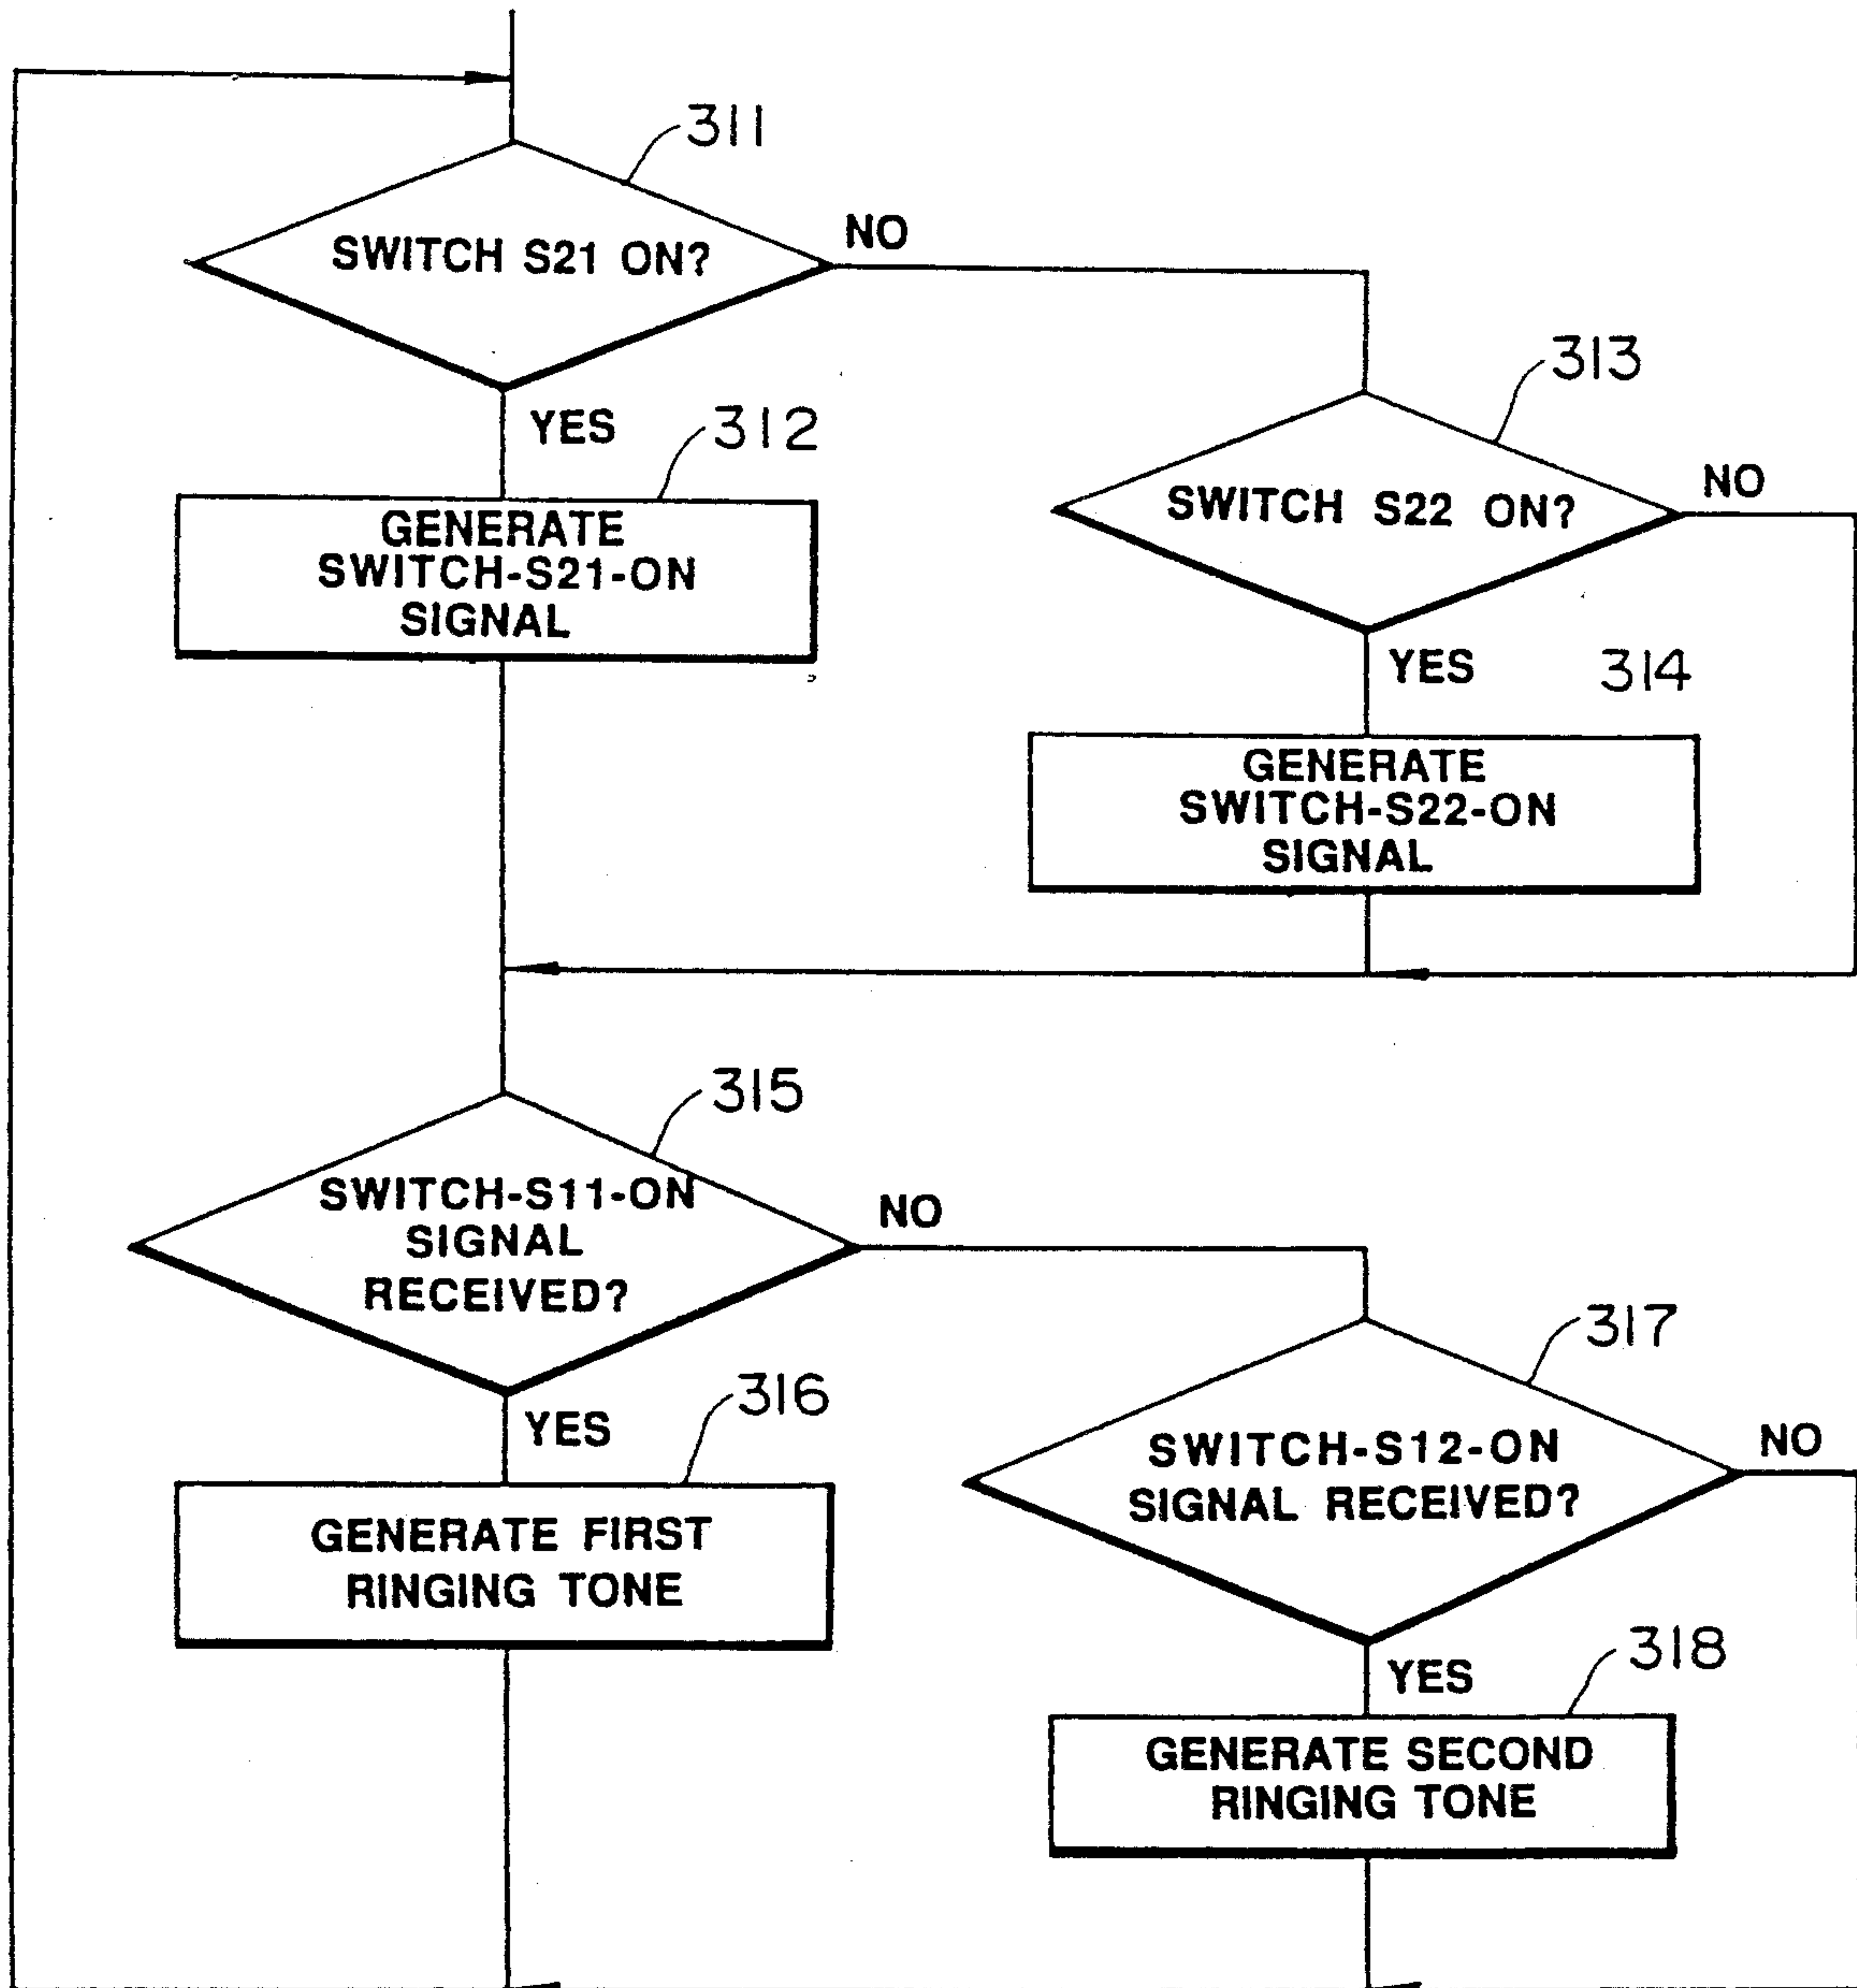 311
SWITCH S21 ON?
NO
YES
312
GENERATE
SWITCH-S21-ON
SIGNAL
313
SWITCH S22 ON?
NO
YES
314
GENERATE
SWITCH-S22-ON
SIGNAL
315
SWITCH-S11-ON
SIGNAL
RECEIVED?
NO
YES
316
GENERATE FIRST
RINGING TONE
317
SWITCH-S12-ON
SIGNAL RECEIVED?
NO
YES
318
GENERATE SECOND
RINGING TONE